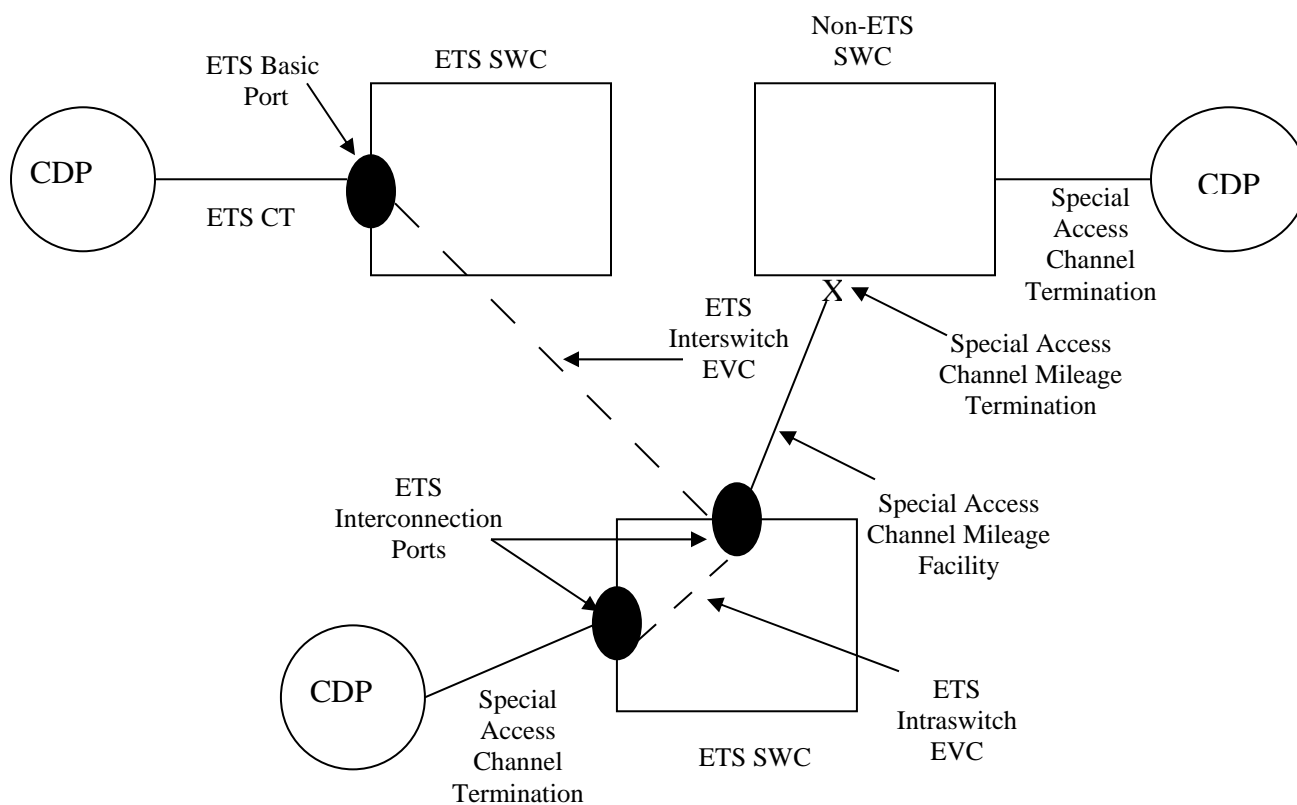 Non-ETS
SWC
ETS SWC
ETS Basic
Port
CDP
CDP
ETS CT
Special
Access
Channel
Termination
X
ETS
Interswitch
EVC
Special Access
Channel Mileage
Termination
ETS
Interconnection
Ports
Special Access
Channel Mileage
Facility
CDP
Special
Access
Channel
Termination
ETS
Intraswitch
EVC
ETS SWC